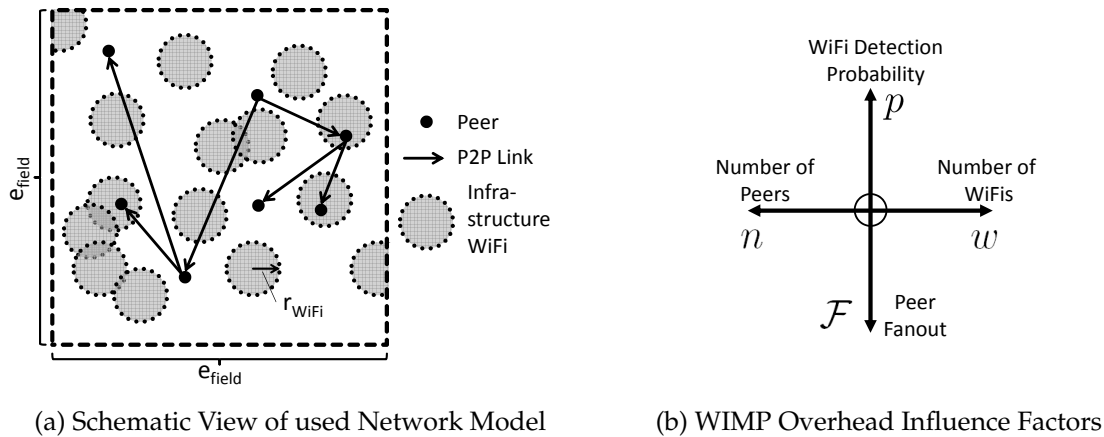 e_field
e_field
r_WiFi
Peer
P2P Link
Infra-
structure
WiFi
(a) Schematic View of used Network Model
WiFi Detection
Probability
p
Number of
Peers
n
Number of
WiFis
w
F
Peer
Fanout
(b) WIMP Overhead Influence Factors